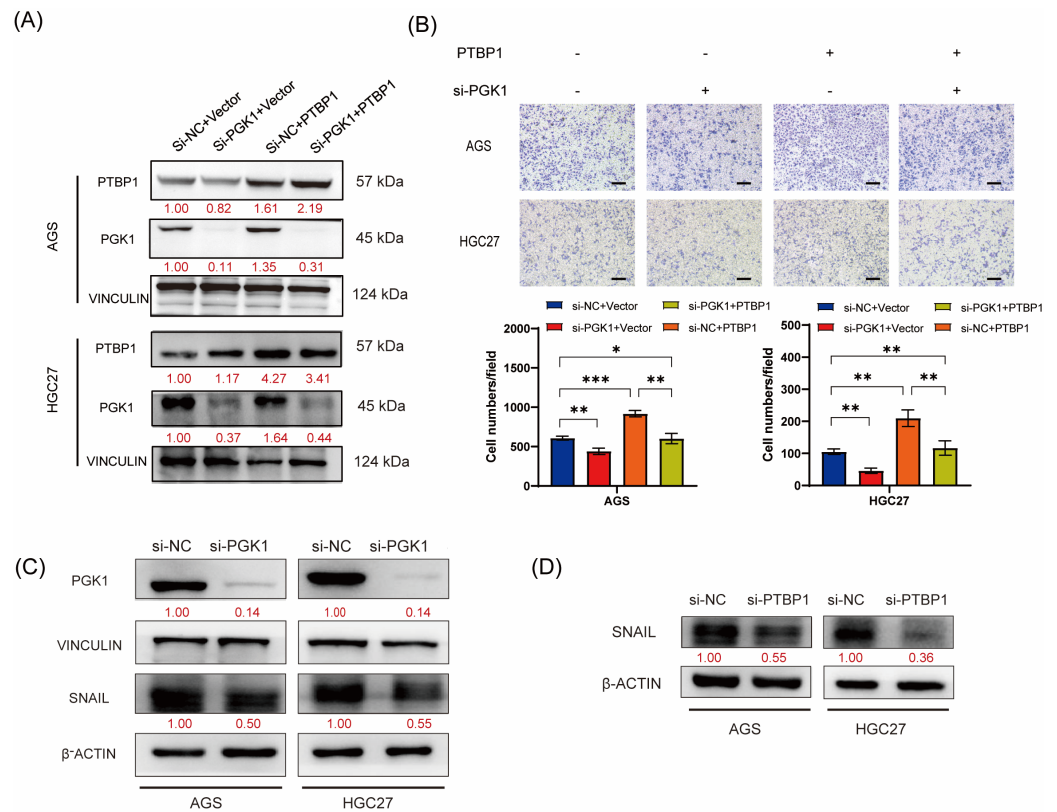 (A)
Si-NC+Vector
Si-PGK1+Vector
Si-NC+PTBP1
Si-PGK1+PTBP1
AGS
PTBP1
57 kDa
1.00 0.82 1.61 2.19
PGK1
45 kDa
1.00 0.11 1.35 0.31
VINCULIN
124 kDa
HGC27
PTBP1
57 kDa
1.00 1.17 4.27 3.41
PGK1
45 kDa
1.00 0.37 1.64 0.44
VINCULIN
124 kDa
(B)
PTBP1 - - + +
si-PGK1 - + - +
AGS
HGC27
si-NC+Vector si-PGK1+PTBP1
si-PGK1+Vector si-NC+PTBP1
Cell numbers/field
2000
1500
1000
500
0
*
***
**
**
AGS
si-NC+Vector si-PGK1+PTBP1
si-PGK1+Vector si-NC+PTBP1
Cell numbers/field
500
400
300
200
100
0
**
**
**
**
HGC27
(C)
si-NC si-PGK1 si-NC si-PGK1
PGK1
1.00 0.14 1.00 0.14
VINCULIN
SNAIL
1.00 0.50 1.00 0.55
β-ACTIN
AGS HGC27
(D)
si-NC si-PTBP1 si-NC si-PTBP1
SNAIL
1.00 0.55 1.00 0.36
β-ACTIN
AGS HGC27